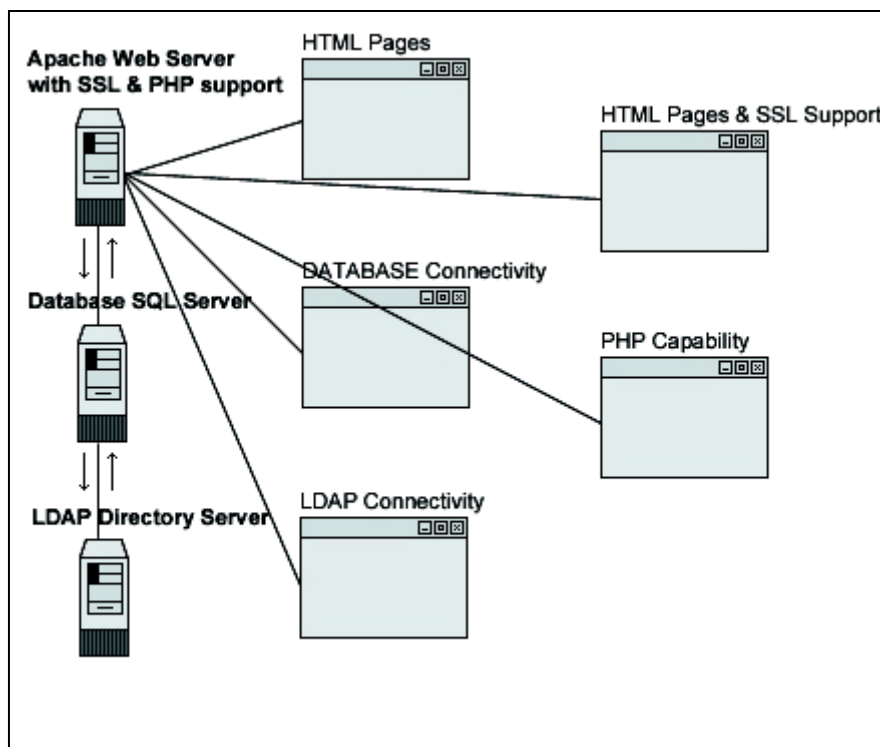 Apache Web Server
with SSL & PHP support
HTML Pages
HTML Pages & SSL Support
DATABASE Connectivity
Database SQL Server
PHP Capability
LDAP Connectivity
LDAP Directory Server